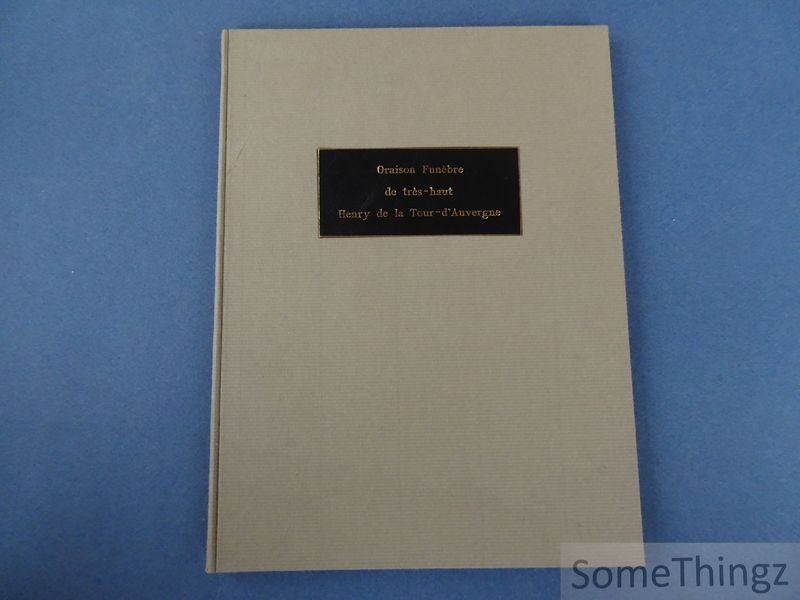 Oraison Funèbre
de très-haut
Henry de la Tour-d'Auvergne
SomeThingz